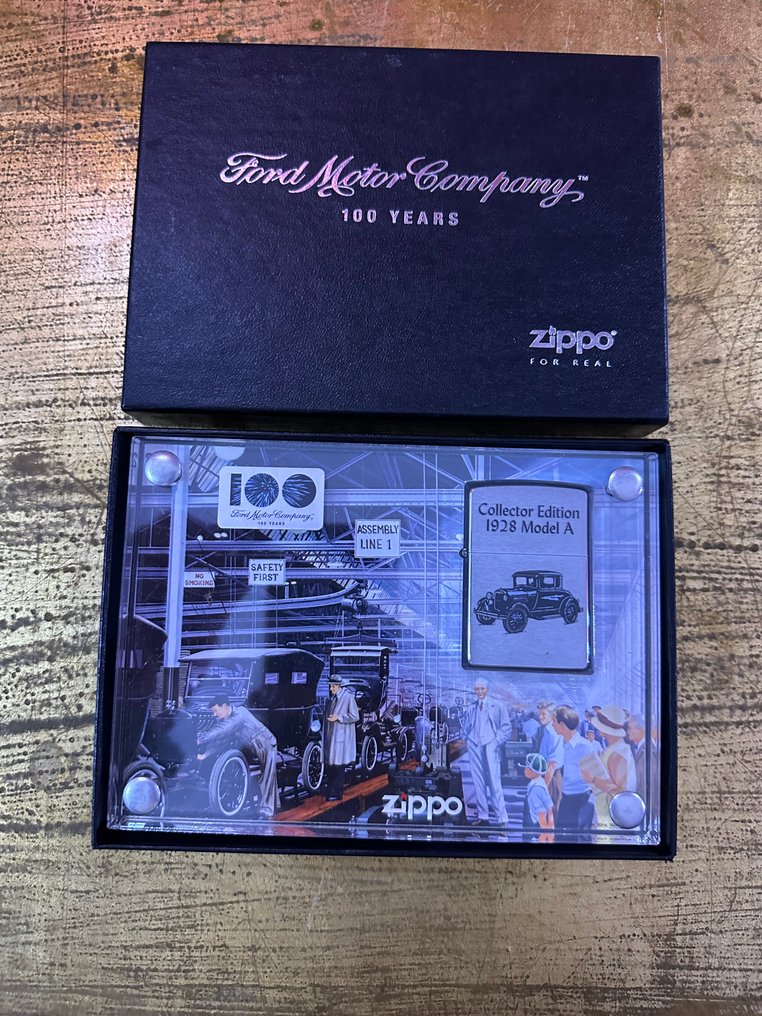 Ford Motor Company™
100 YEARS
zippo
FOR REAL
100
Ford Motor Company
100 YEARS
ASSEMBLY
LINE 1
SAFETY
FIRST
NO
SMOKING
Collector Edition
1928 Model A
zippo